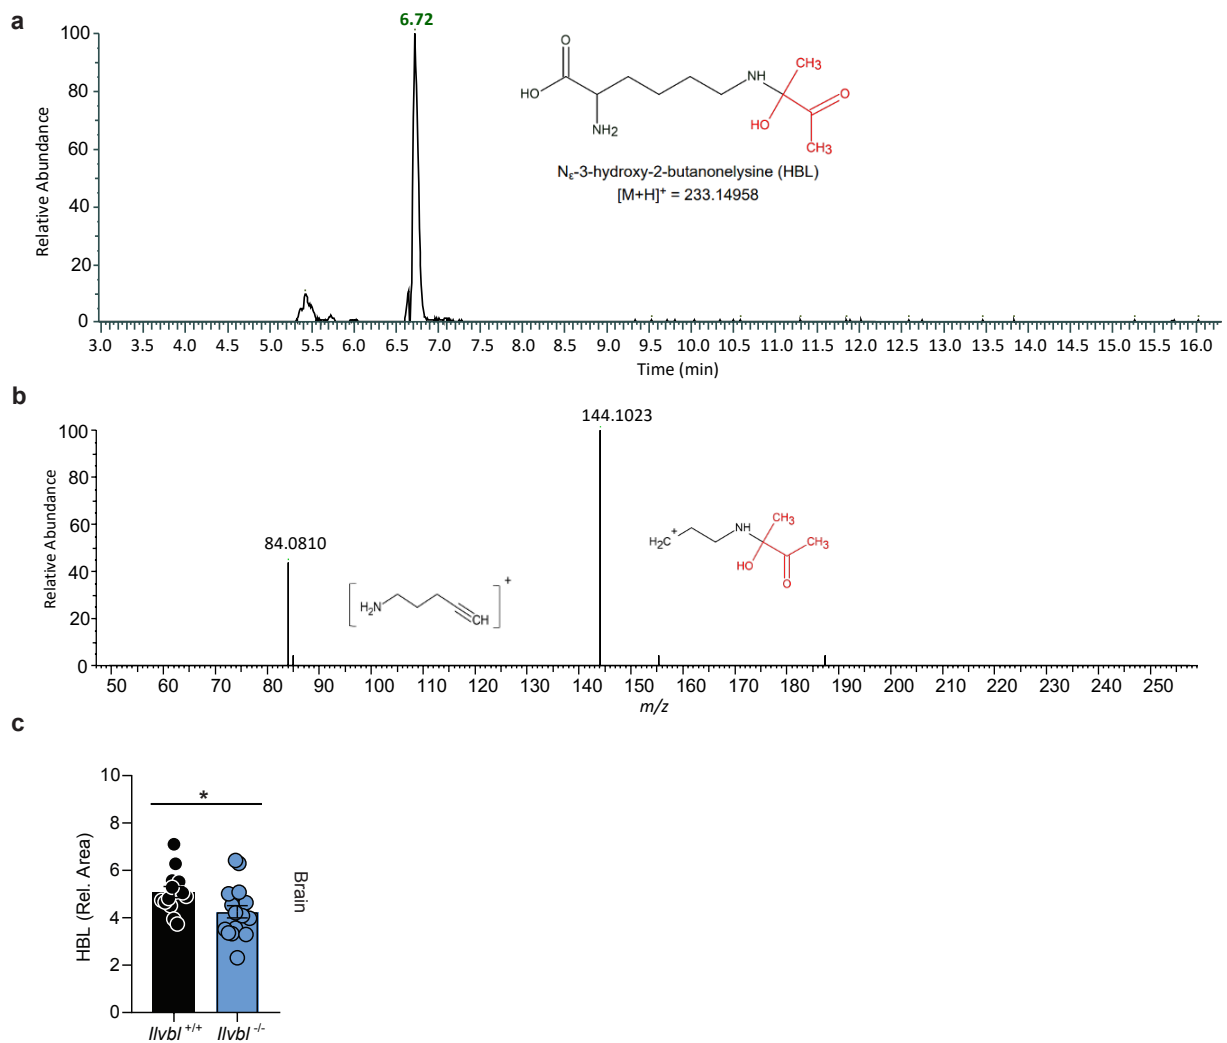 a
6.72
100
80
60
40
20
0
Relative Abundance
3.0 3.5 4.0 4.5 5.0 5.5 6.0 6.5 7.0 7.5 8.0 8.5 9.0 9.5 10.0 10.5 11.0 11.5 12.0 12.5 13.0 13.5 14.0 14.5 15.0 15.5 16.0
Time (min)
O
HO
NH2
NH
CH3
O
HO
CH3
Nε-3-hydroxy-2-butanonelysine (HBL)
[M+H]+ = 233.14958
b
144.1023
84.0810
100
80
60
40
20
0
Relative Abundance
H2N
CH
+
H2C
+
NH
CH3
CH3
HO
O
50 60 70 80 90 100 110 120 130 140 150 160 170 180 190 200 210 220 230 240 250
m/z
c
10
8
6
4
2
0
HBL (Rel. Area)
*
Brain
Ilvbl +/+ Ilvbl -/-